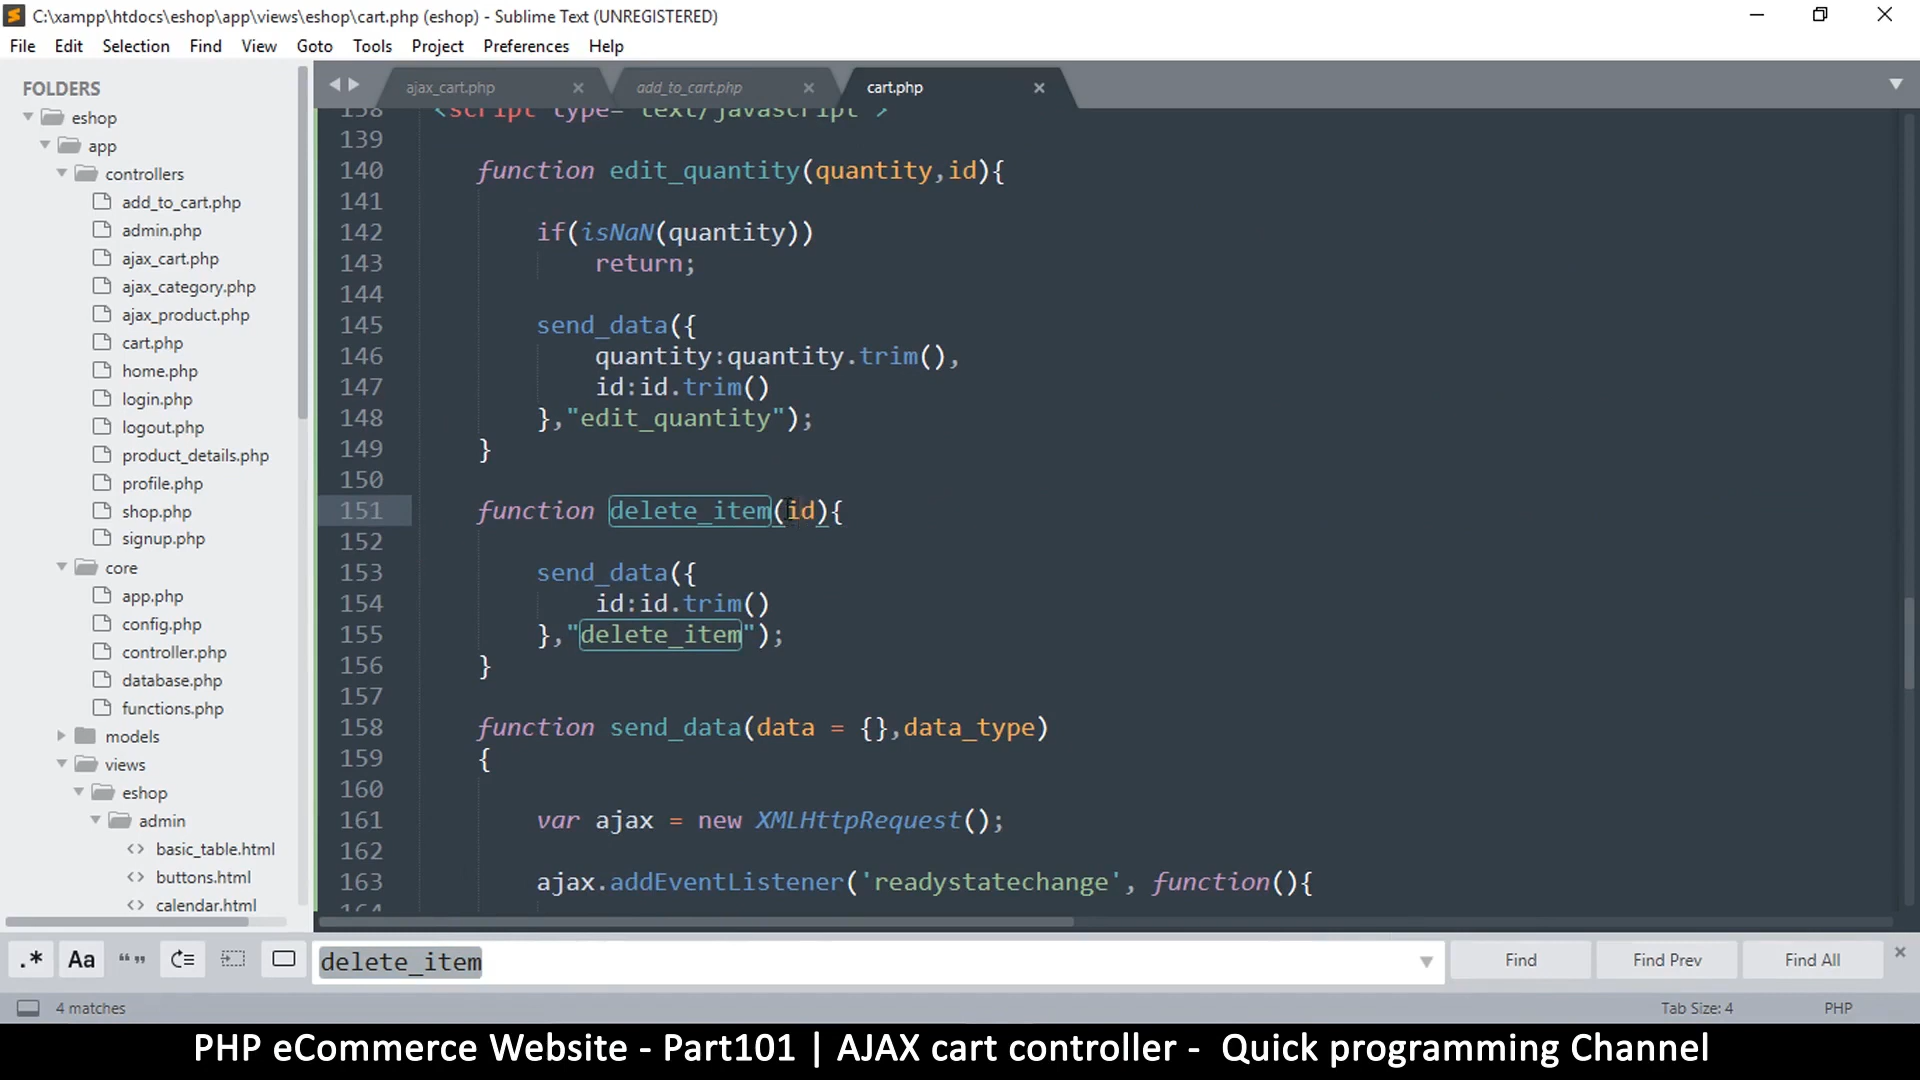 C:\xampp\htdocs\eshop\app\views\eshop\cart.php (eshop) - Sublime Text (UNREGISTERED)
File Edit Selection Find View Goto Tools Project Preferences Help
FOLDERS
eshop
app
controllers
add_to_cart.php
admin.php
ajax_cart.php
ajax_category.php
ajax_product.php
cart.php
home.php
login.php
logout.php
product_details.php
profile.php
shop.php
signup.php
core
app.php
config.php
controller.php
database.php
functions.php
models
views
eshop
admin
basic_table.html
buttons.html
calendar.html
ajax_cart.php add_to_cart.php cart.php
138 <script type="text/javascript">
139
140 function edit_quantity(quantity,id){
141
142 if(isNaN(quantity))
143 return;
144
145 send_data({
146 quantity:quantity.trim(),
147 id:id.trim()
148 },"edit_quantity");
149 }
150
151 function delete_item(id){
152
153 send_data({
154 id:id.trim()
155 },"delete_item");
156 }
157
158 function send_data(data = {},data_type)
159 {
160
161 var ajax = new XMLHttpRequest();
162
163 ajax.addEventListener('readystatechange', function(){
164
.* Aa “” delete_item Find Find Prev Find All
4 matches Tab Size: 4 PHP
PHP eCommerce Website - Part101 | AJAX cart controller - Quick programming Channel